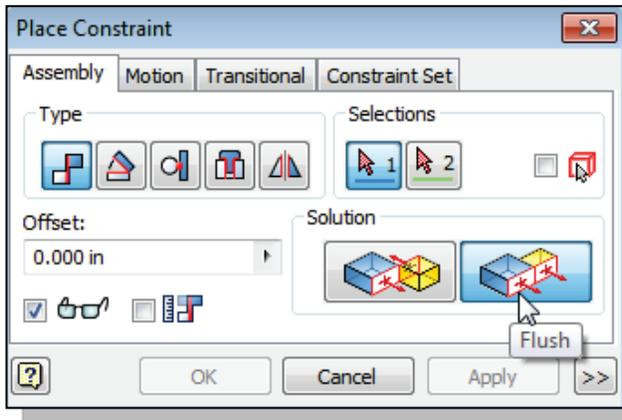 Place Constraint
Assembly Motion Transitional Constraint Set
Type Selections
1 2
Offset: Solution
0.000 in
Flush
? OK Cancel Apply >>